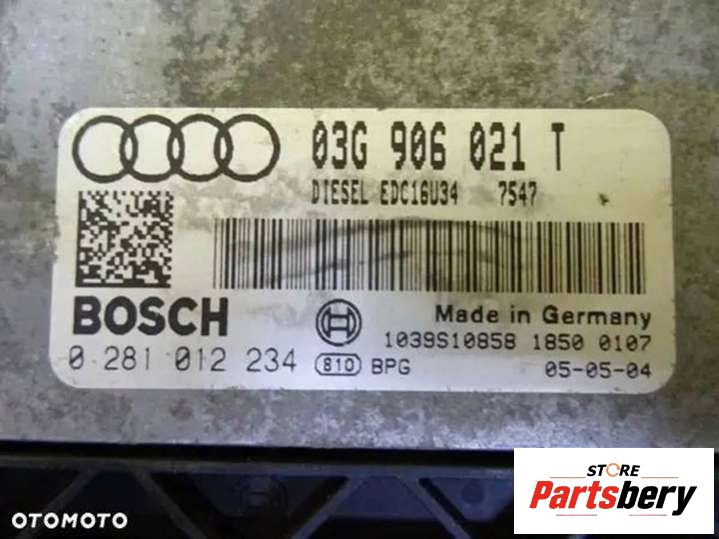 03G 906 021 T
DIESEL EDC16U34 7547
BOSCH
Made in Germany
1039S10858 1850 0107
0 281 012 234 810 BPG 05-05-04
STORE
Partsbery
OTOMOTO